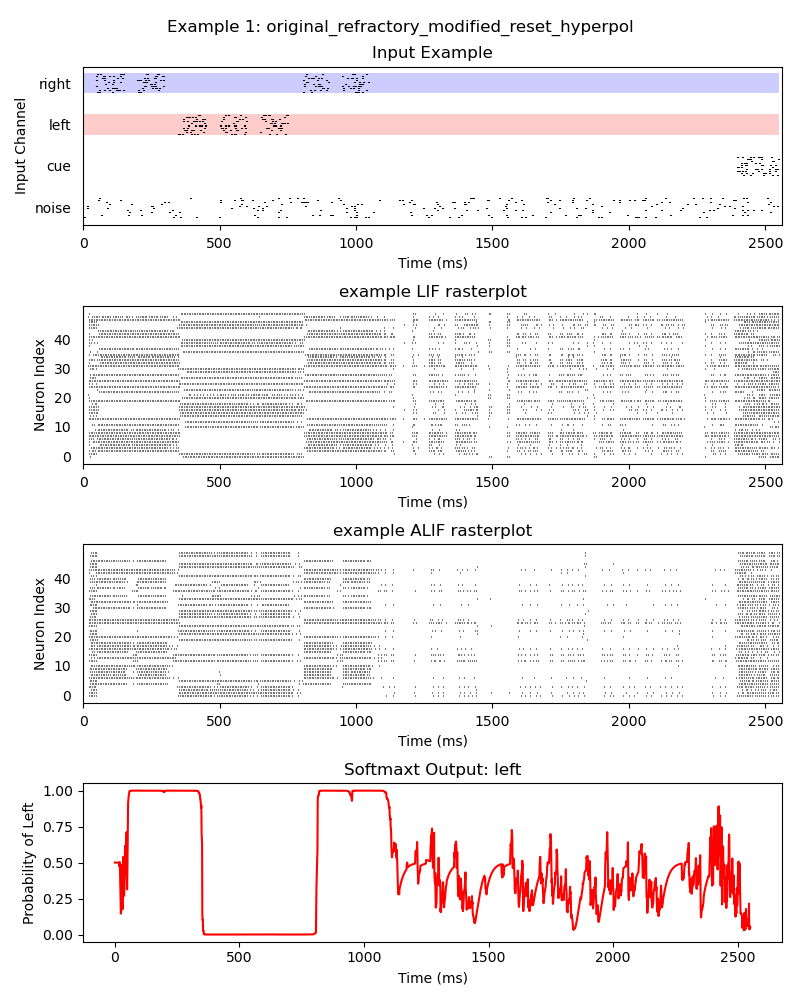 Example 1: original_refractory_modified_reset_hyperpol
Input Example
Input Channel
right
left
cue
noise
0 500 1000 1500 2000 2500
Time (ms)
example LIF rasterplot
Neuron Index
40
30
20
10
0
0 500 1000 1500 2000 2500
Time (ms)
example ALIF rasterplot
Neuron Index
40
30
20
10
0
0 500 1000 1500 2000 2500
Time (ms)
Softmaxt Output: left
Probability of Left
1.00
0.75
0.50
0.25
0.00
0 500 1000 1500 2000 2500
Time (ms)